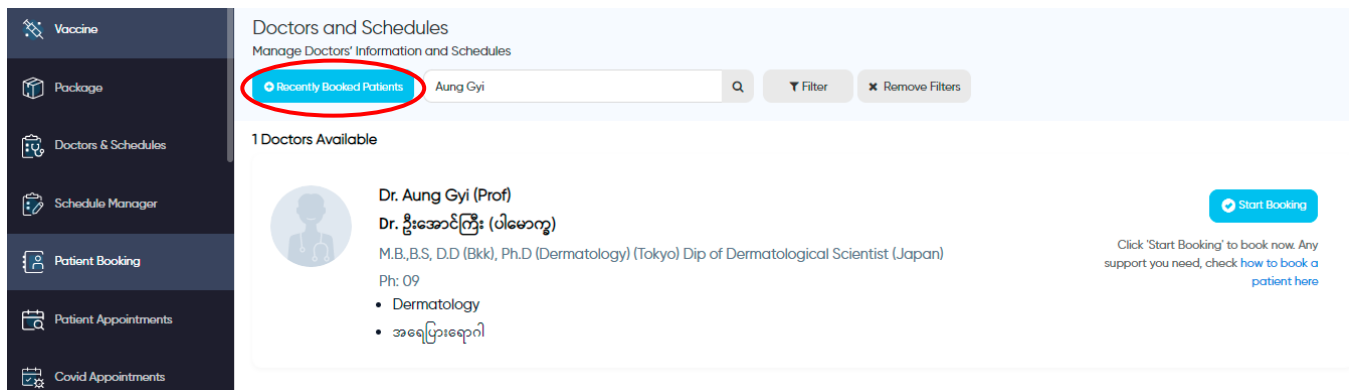 Vaccine
Package
Doctors & Schedules
Schedule Manager
Patient Booking
Patient Appointments
Covid Appointments
Doctors and Schedules
Manage Doctors' Information and Schedules
Recently Booked Patients
Aung Gyi
Filter
Remove Filters
1 Doctors Available
Dr. Aung Gyi (Prof)
Dr. ဦးအောင်ကြီး (ပါမောက္ခ)
M.B.,B.S, D.D (Bkk), Ph.D (Dermatology) (Tokyo) Dip of Dermatological Scientist (Japan)
Ph: 09
• Dermatology
• အရေပြားရောဂါ
Start Booking
Click 'Start Booking' to book now. Any
support you need, check how to book a
patient here